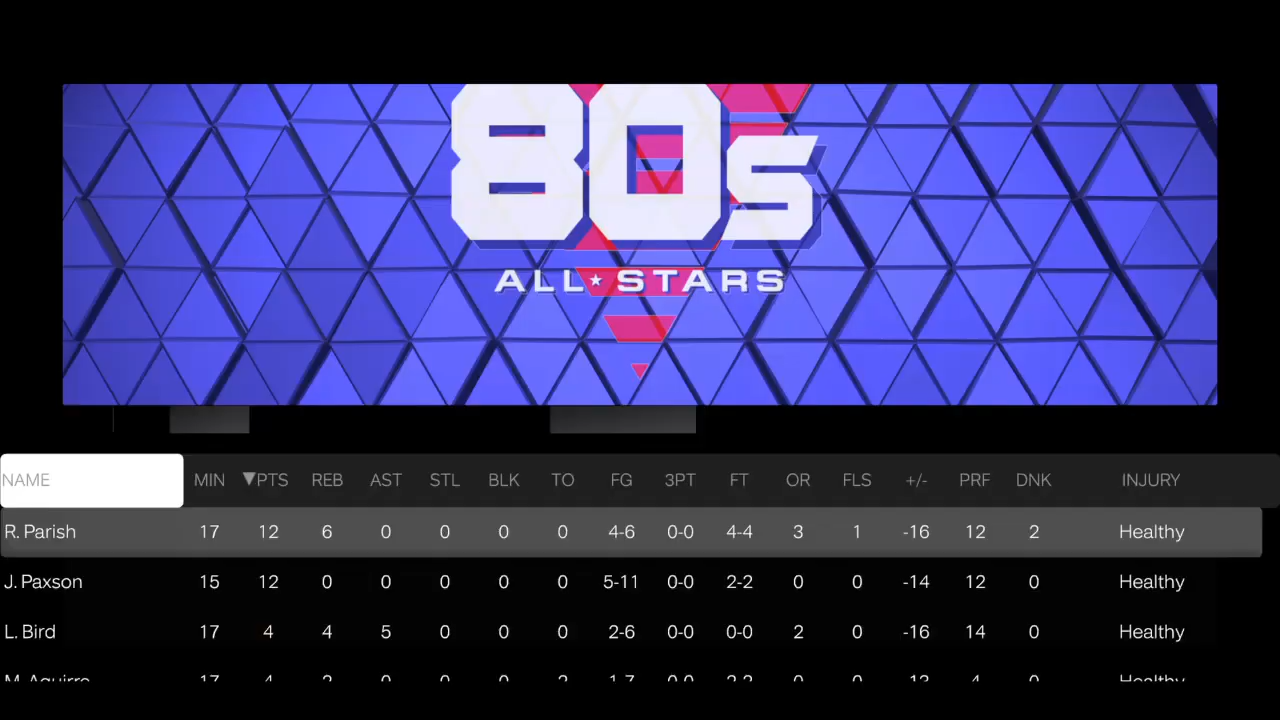 80s
ALL★STARS
NAME MIN ▼PTS REB AST STL BLK TO FG 3PT FT OR FLS +/- PRF DNK INJURY
R. Parish 17 12 6 0 0 0 0 4-6 0-0 4-4 3 1 -16 12 2 Healthy
J. Paxson 15 12 0 0 0 0 0 5-11 0-0 2-2 0 0 -14 12 0 Healthy
L. Bird 17 4 4 5 0 0 0 2-6 0-0 0-0 2 0 -16 14 0 Healthy
M. Aguirre 17 4